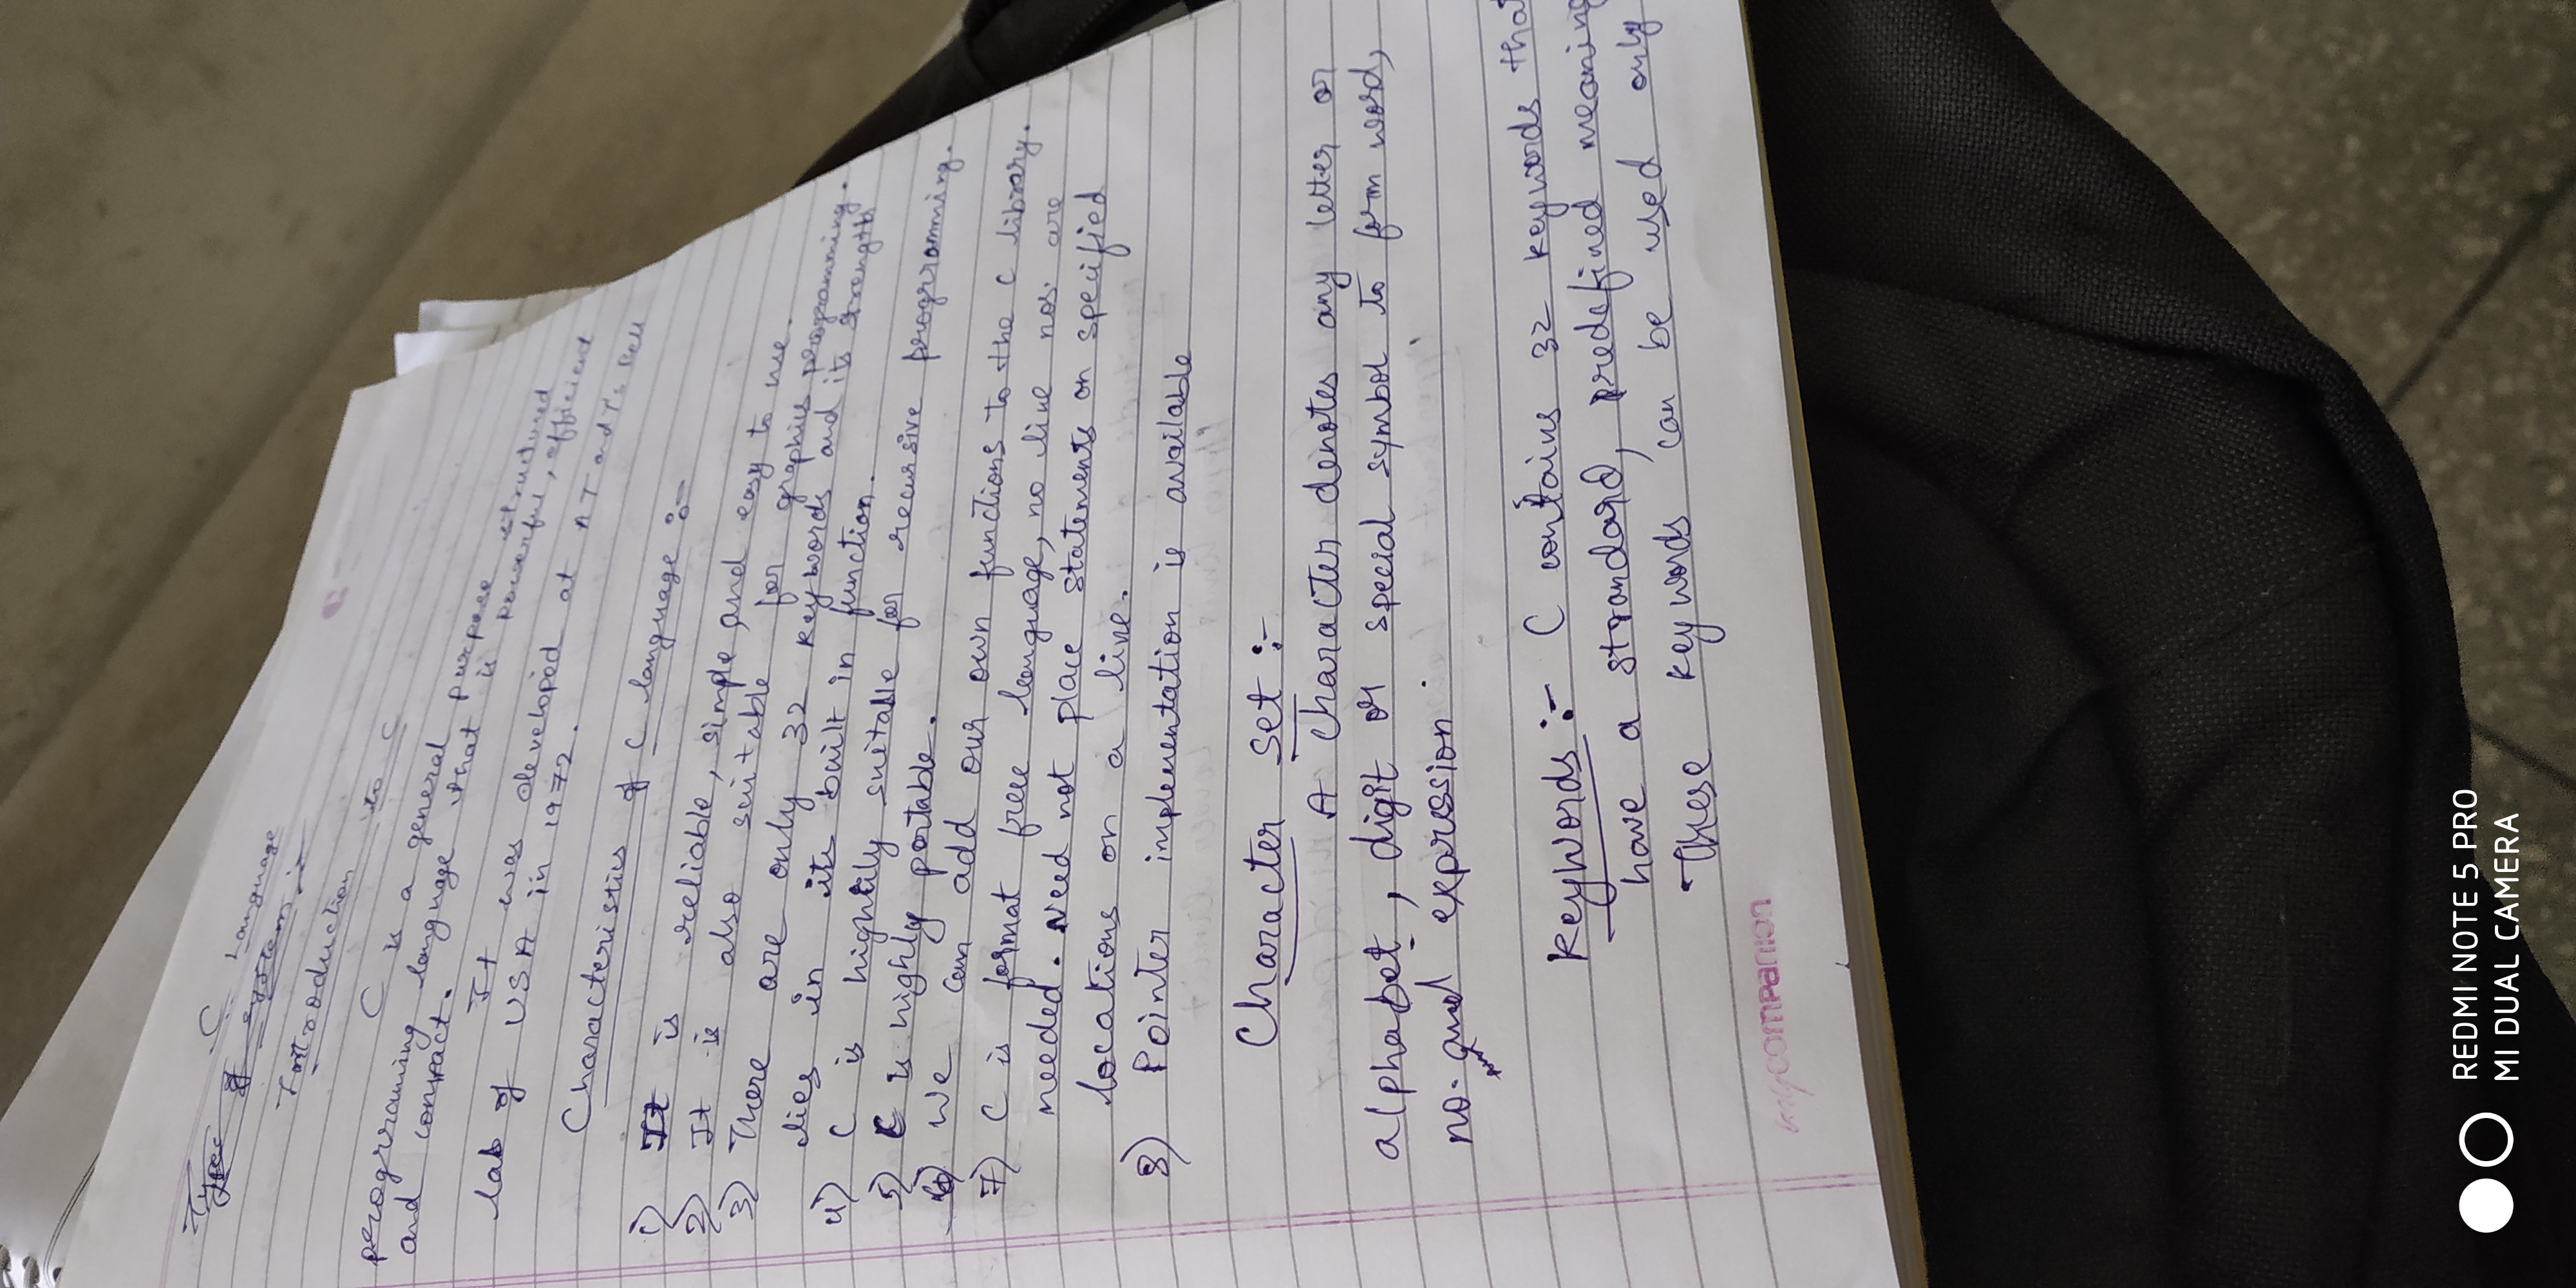 C Language
Types of system :-
Introduction to C
C is a general purpose structured
perogrraming language that is powerful, efficient
and compact.
It was developed at AT and T's Bell
lab of USA in 1972.
Characteristics of C language :-
1) It is reliable, simple and easy to use.
2) It is also suitable for graphics perogramming.
3) There are only 32 keywords and its strength
lies in its built in function.
4) C is highly suitable for recursive progrramming.
5) C is highly portable.
6) We can add our own functions to the C library.
7) C is format free language, no line nos. are
needed. Need not place statements on specified
locations on a line.
8) Pointer implementation is available
Character set :-
A Character denotes any letter or
alphabet, digit or special symbol to form word,
no. and expression
Keywords :- C contains 32 keywords that
have a standard, predefined meaning
These keywords can be used only
mycompanion
REDMI NOTE 5 PRO
MI DUAL CAMERA